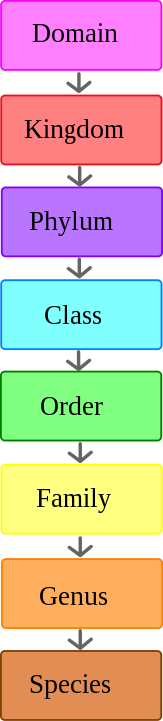 Domain
Kingdom
Phylum
Class
Order
Family
Genus
Species